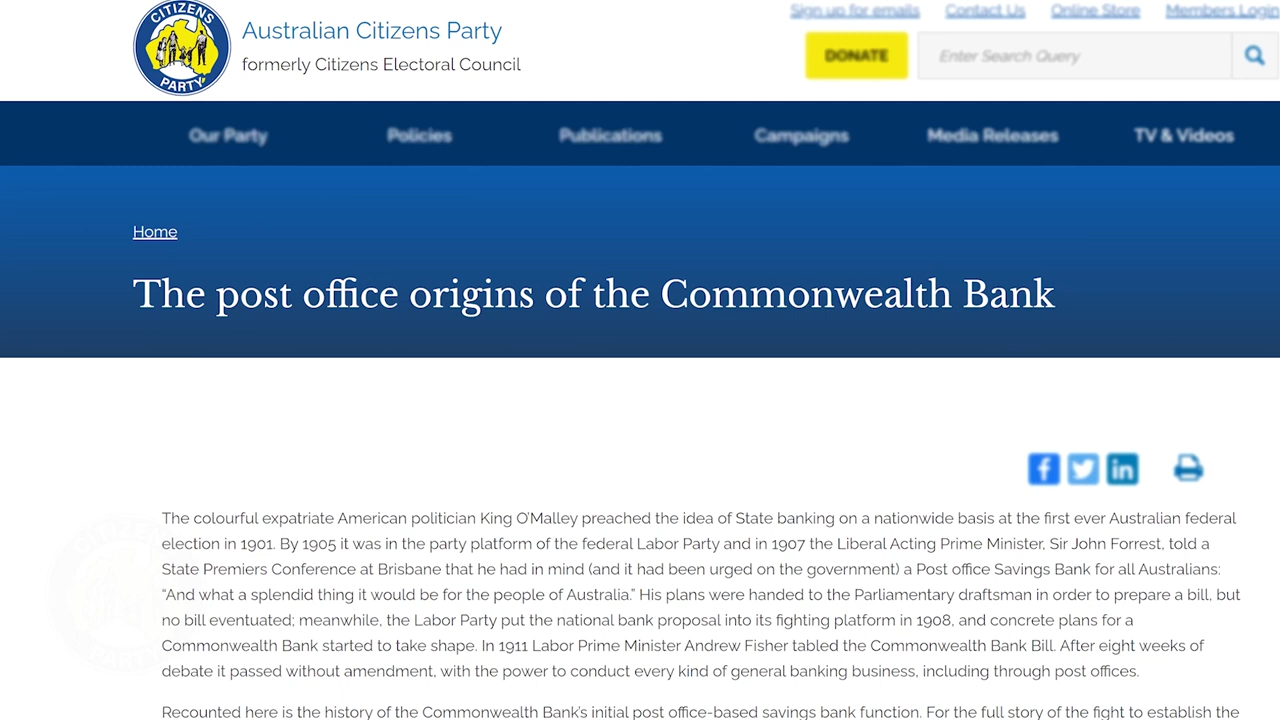 CITIZENS
PARTY
Australian Citizens Party
formerly Citizens Electoral Council
Sign up for emails Contact Us Online Store Members Login
DONATE Enter Search Query
Our Party Policies Publications Campaigns Media Releases TV & Videos
Home
The post office origins of the Commonwealth Bank
The colourful expatriate American politician King O'Malley preached the idea of State banking on a nationwide basis at the first ever Australian federal
election in 1901. By 1905 it was in the party platform of the federal Labor Party and in 1907 the Liberal Acting Prime Minister, Sir John Forrest, told a
State Premiers Conference at Brisbane that he had in mind (and it had been urged on the government) a Post office Savings Bank for all Australians:
“And what a splendid thing it would be for the people of Australia.” His plans were handed to the Parliamentary draftsman in order to prepare a bill, but
no bill eventuated; meanwhile, the Labor Party put the national bank proposal into its fighting platform in 1908, and concrete plans for a
Commonwealth Bank started to take shape. In 1911 Labor Prime Minister Andrew Fisher tabled the Commonwealth Bank Bill. After eight weeks of
debate it passed without amendment, with the power to conduct every kind of general banking business, including through post offices.
Recounted here is the history of the Commonwealth Bank's initial post office-based savings bank function. For the full story of the fight to establish the